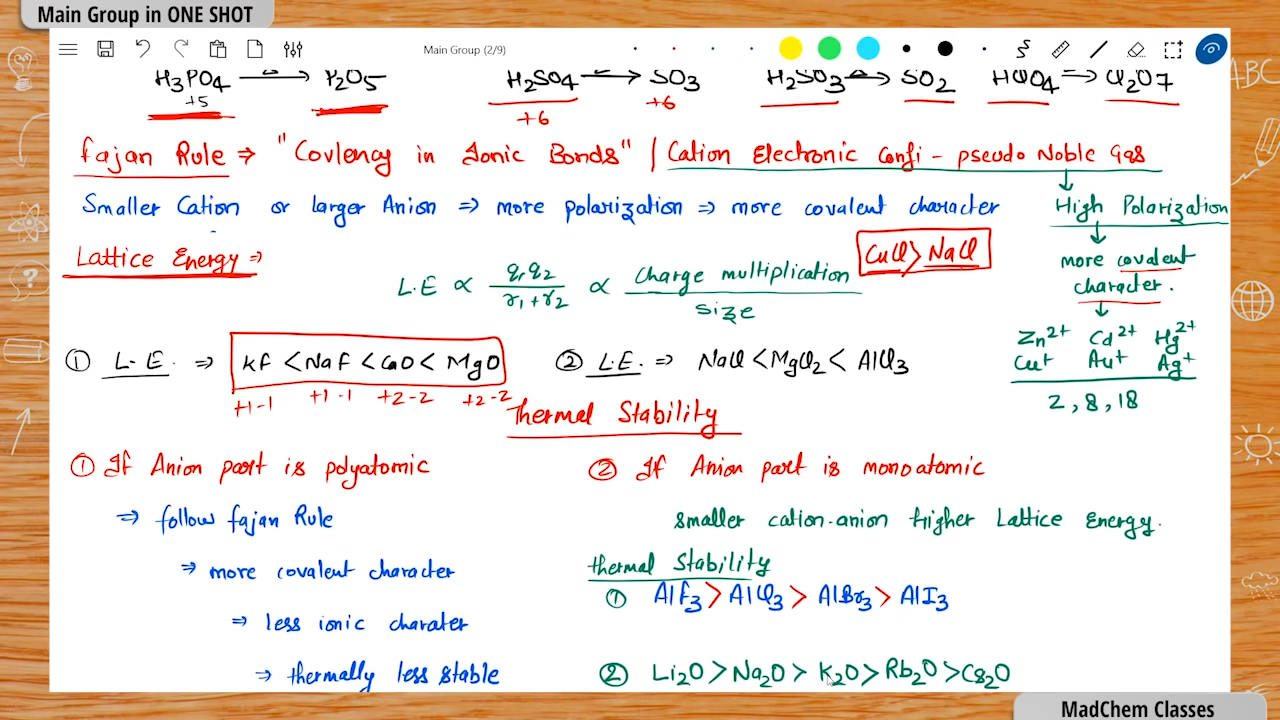 Main Group in ONE SHOT
Main Group (2/9)
H3PO4 → P2O5
+5
H2SO4 → SO3
+6 +6
H2SO3 → SO2
HClO4 → Cl2O7
fajan Rule ⇒ "Covlency in Ionic Bonds" | Cation Electronic Confi - pseudo Noble Gas
Smaller Cation or larger Anion ⇒ more polarization ⇒ more covalent character
High Polarization
more covalent
character.
Zn2+ Cd2+ Hg2+
Cu+ Au+ Ag+
2, 8, 18
Lattice Energy ⇒
CuCl > NaCl
L.E ∝ q1q2 / r1+r2 ∝ Charge multiplication / size
① L.E. ⇒ KF < NaF < CaO < MgO
+1-1 +1-1 +2-2 +2-2
② L.E. ⇒ NaCl < MgCl2 < AlCl3
Thermal Stability
① If Anion part is polyatomic
⇒ follow fajan Rule
⇒ more covalent character
⇒ less ionic charater
⇒ thermally less stable
② If Anion part is monoatomic
smaller cation-anion higher Lattice Energy.
thermal Stability
① AlF3 > AlCl3 > AlBr3 > AlI3
② Li2O > Na2O > K2O > Rb2O > Cs2O
MadChem Classes
ABC